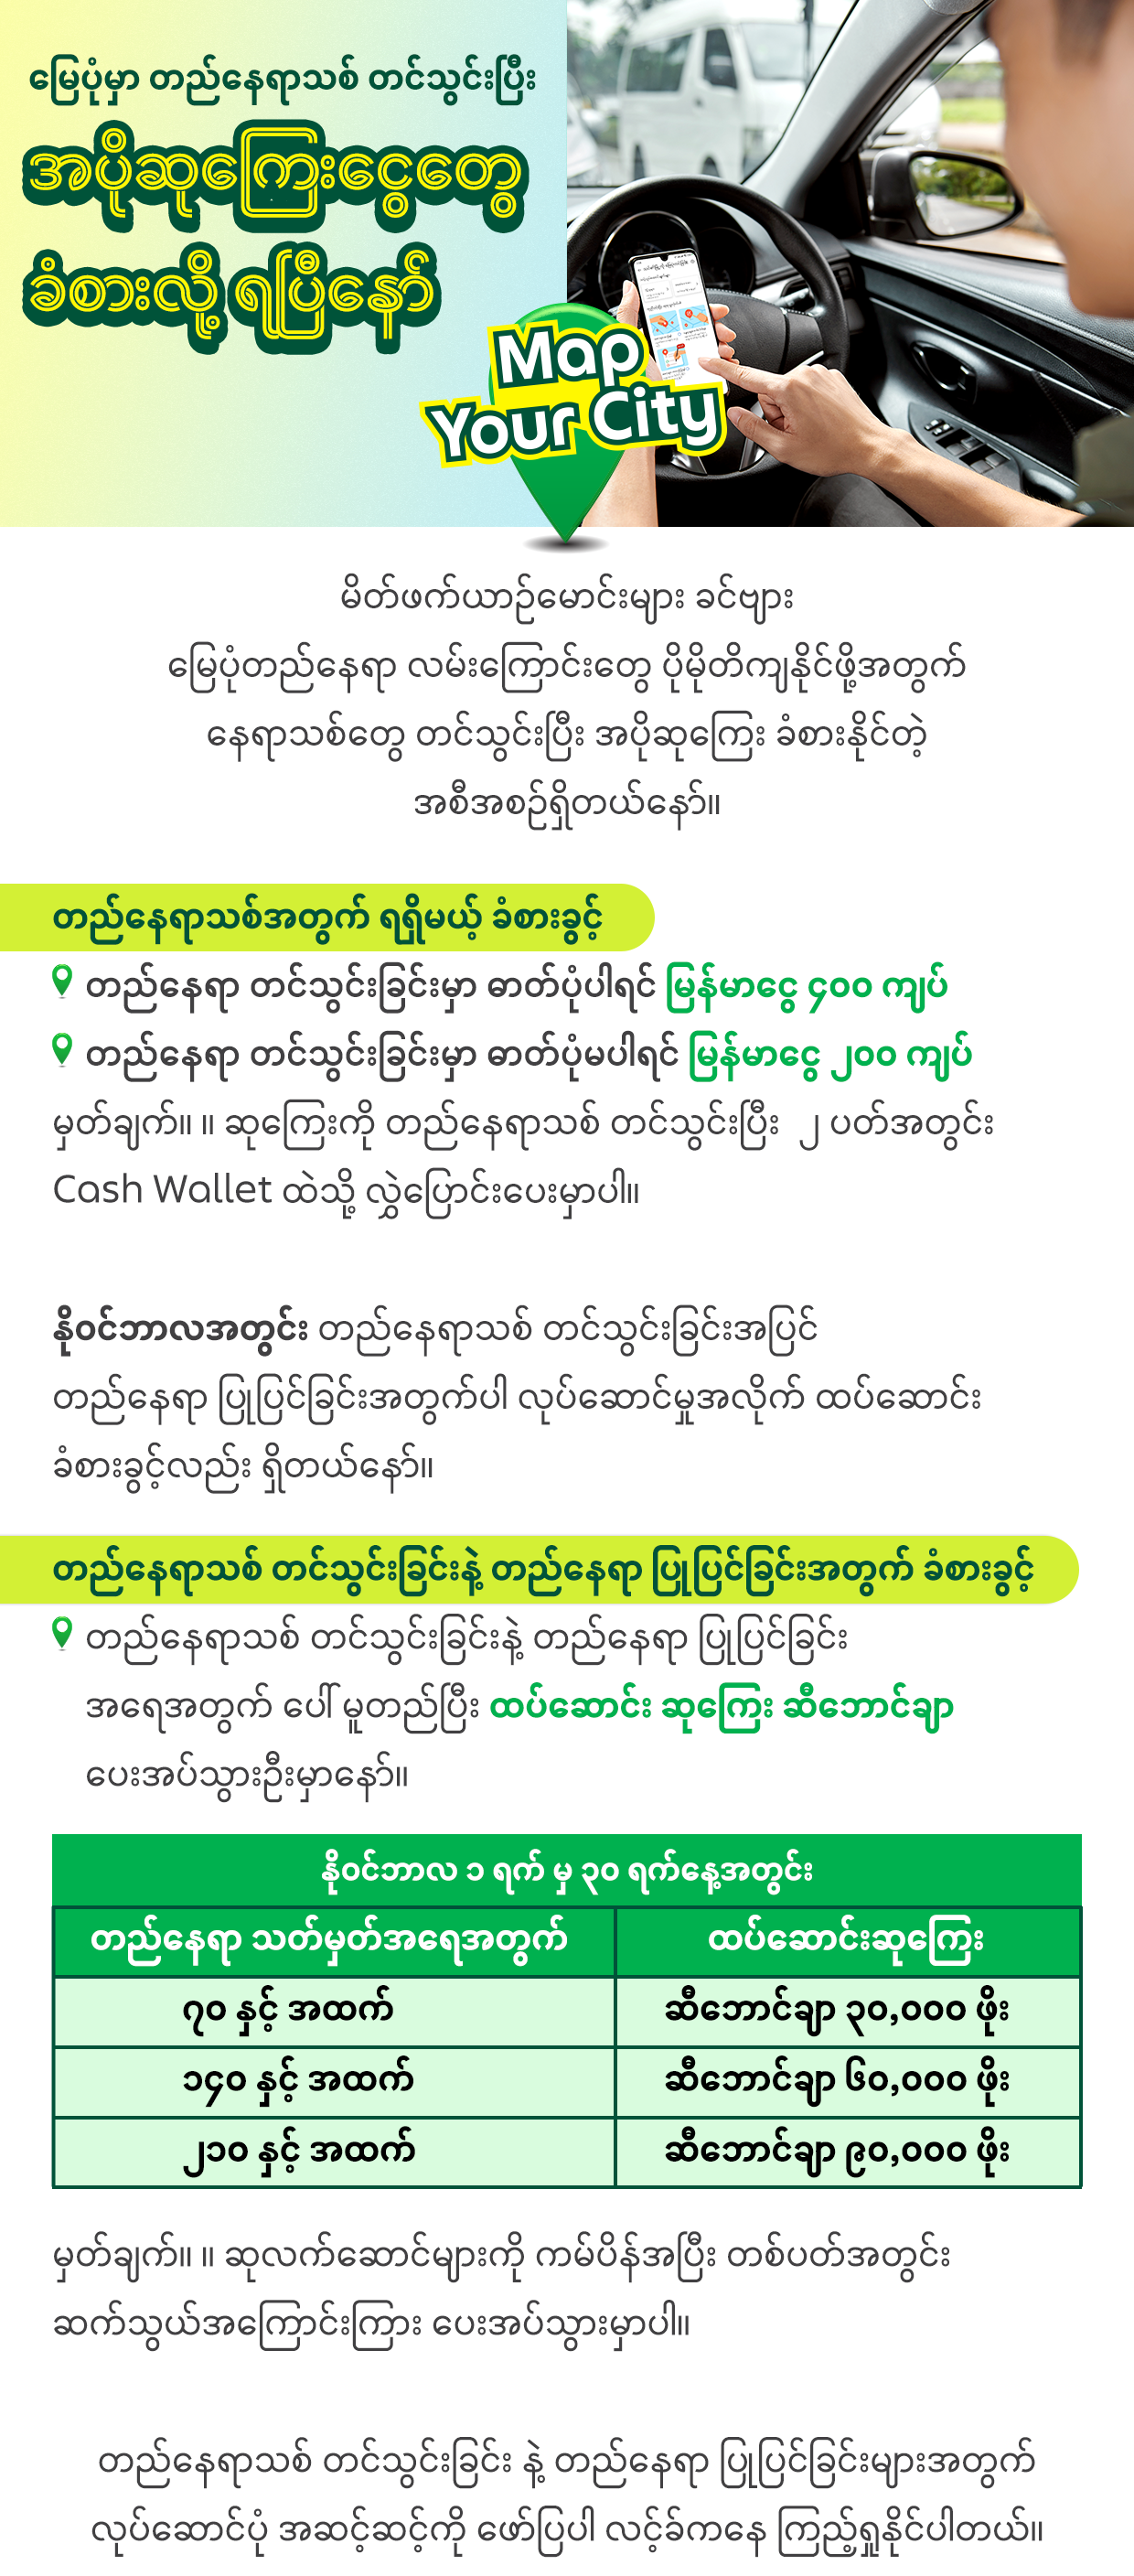 မြေပုံမှာ တည်နေရာသစ် တင်သွင်းပြီး
အပိုဆုကြေးငွေတွေ
ခံစားလို့ ရပြီနော်
Map
Your City
မိတ်ဖက်ယာဉ်မောင်းများ ခင်ဗျား
မြေပုံတည်နေရာ လမ်းကြောင်းတွေ ပိုမိုတိကျနိုင်ဖို့အတွက်
နေရာသစ်တွေ တင်သွင်းပြီး အပိုဆုကြေး ခံစားနိုင်တဲ့
အစီအစဉ်ရှိတယ်နော်။
တည်နေရာသစ်အတွက် ရရှိမယ့် ခံစားခွင့်
တည်နေရာ တင်သွင်းခြင်းမှာ ဓာတ်ပုံပါရင် မြန်မာငွေ ၄၀၀ ကျပ်
တည်နေရာ တင်သွင်းခြင်းမှာ ဓာတ်ပုံမပါရင် မြန်မာငွေ ၂၀၀ ကျပ်
မှတ်ချက်။ ။ ဆုကြေးကို တည်နေရာသစ် တင်သွင်းပြီး ၂ ပတ်အတွင်း
Cash Wallet ထဲသို့ လွှဲပြောင်းပေးမှာပါ။
နိုဝင်ဘာလအတွင်း တည်နေရာသစ် တင်သွင်းခြင်းအပြင်
တည်နေရာ ပြုပြင်ခြင်းအတွက်ပါ လုပ်ဆောင်မှုအလိုက် ထပ်ဆောင်း
ခံစားခွင့်လည်း ရှိတယ်နော်။
တည်နေရာသစ် တင်သွင်းခြင်းနဲ့ တည်နေရာ ပြုပြင်ခြင်းအတွက် ခံစားခွင့်
တည်နေရာသစ် တင်သွင်းခြင်းနဲ့ တည်နေရာ ပြုပြင်ခြင်း
အရေအတွက် ပေါ် မူတည်ပြီး ထပ်ဆောင်း ဆုကြေး ဆီဘောင်ချာ
ပေးအပ်သွားဦးမှာနော်။
နိုဝင်ဘာလ ၁ ရက် မှ ၃၀ ရက်နေ့အတွင်း
တည်နေရာ သတ်မှတ်အရေအတွက် ထပ်ဆောင်းဆုကြေး
၇၀ နှင့် အထက် ဆီဘောင်ချာ ၃၀,၀၀၀ ဖိုး
၁၄၀ နှင့် အထက် ဆီဘောင်ချာ ၆၀,၀၀၀ ဖိုး
၂၁၀ နှင့် အထက် ဆီဘောင်ချာ ၉၀,၀၀၀ ဖိုး
မှတ်ချက်။ ။ ဆုလက်ဆောင်များကို ကမ်ပိန်အပြီး တစ်ပတ်အတွင်း
ဆက်သွယ်အကြောင်းကြား ပေးအပ်သွားမှာပါ။
တည်နေရာသစ် တင်သွင်းခြင်း နဲ့ တည်နေရာ ပြုပြင်ခြင်းများအတွက်
လုပ်ဆောင်ပုံ အဆင့်ဆင့်ကို ဖော်ပြပါ လင့်ခ်ကနေ ကြည့်ရှုနိုင်ပါတယ်။